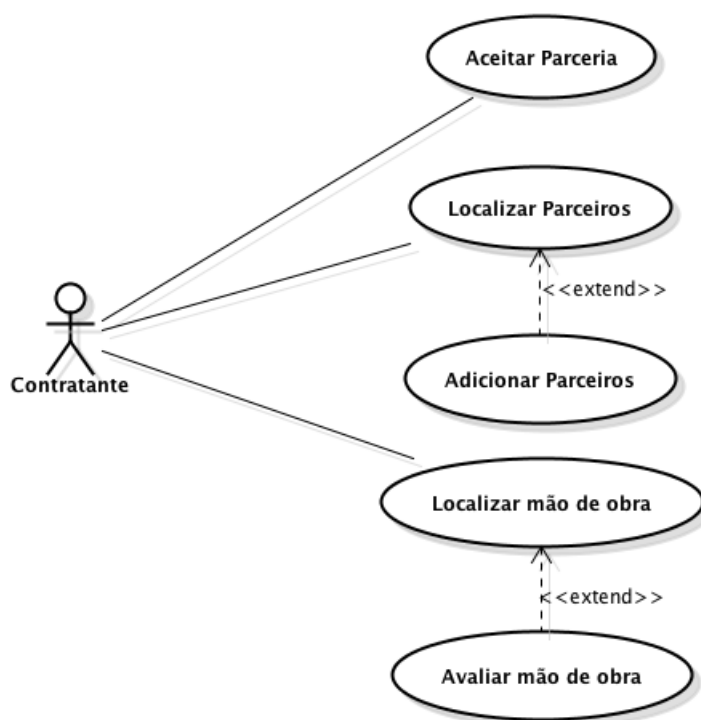 Aceitar Parceria
Localizar Parceiros
<<extend>>
Adicionar Parceiros
Contratante
Localizar mão de obra
<<extend>>
Avaliar mão de obra